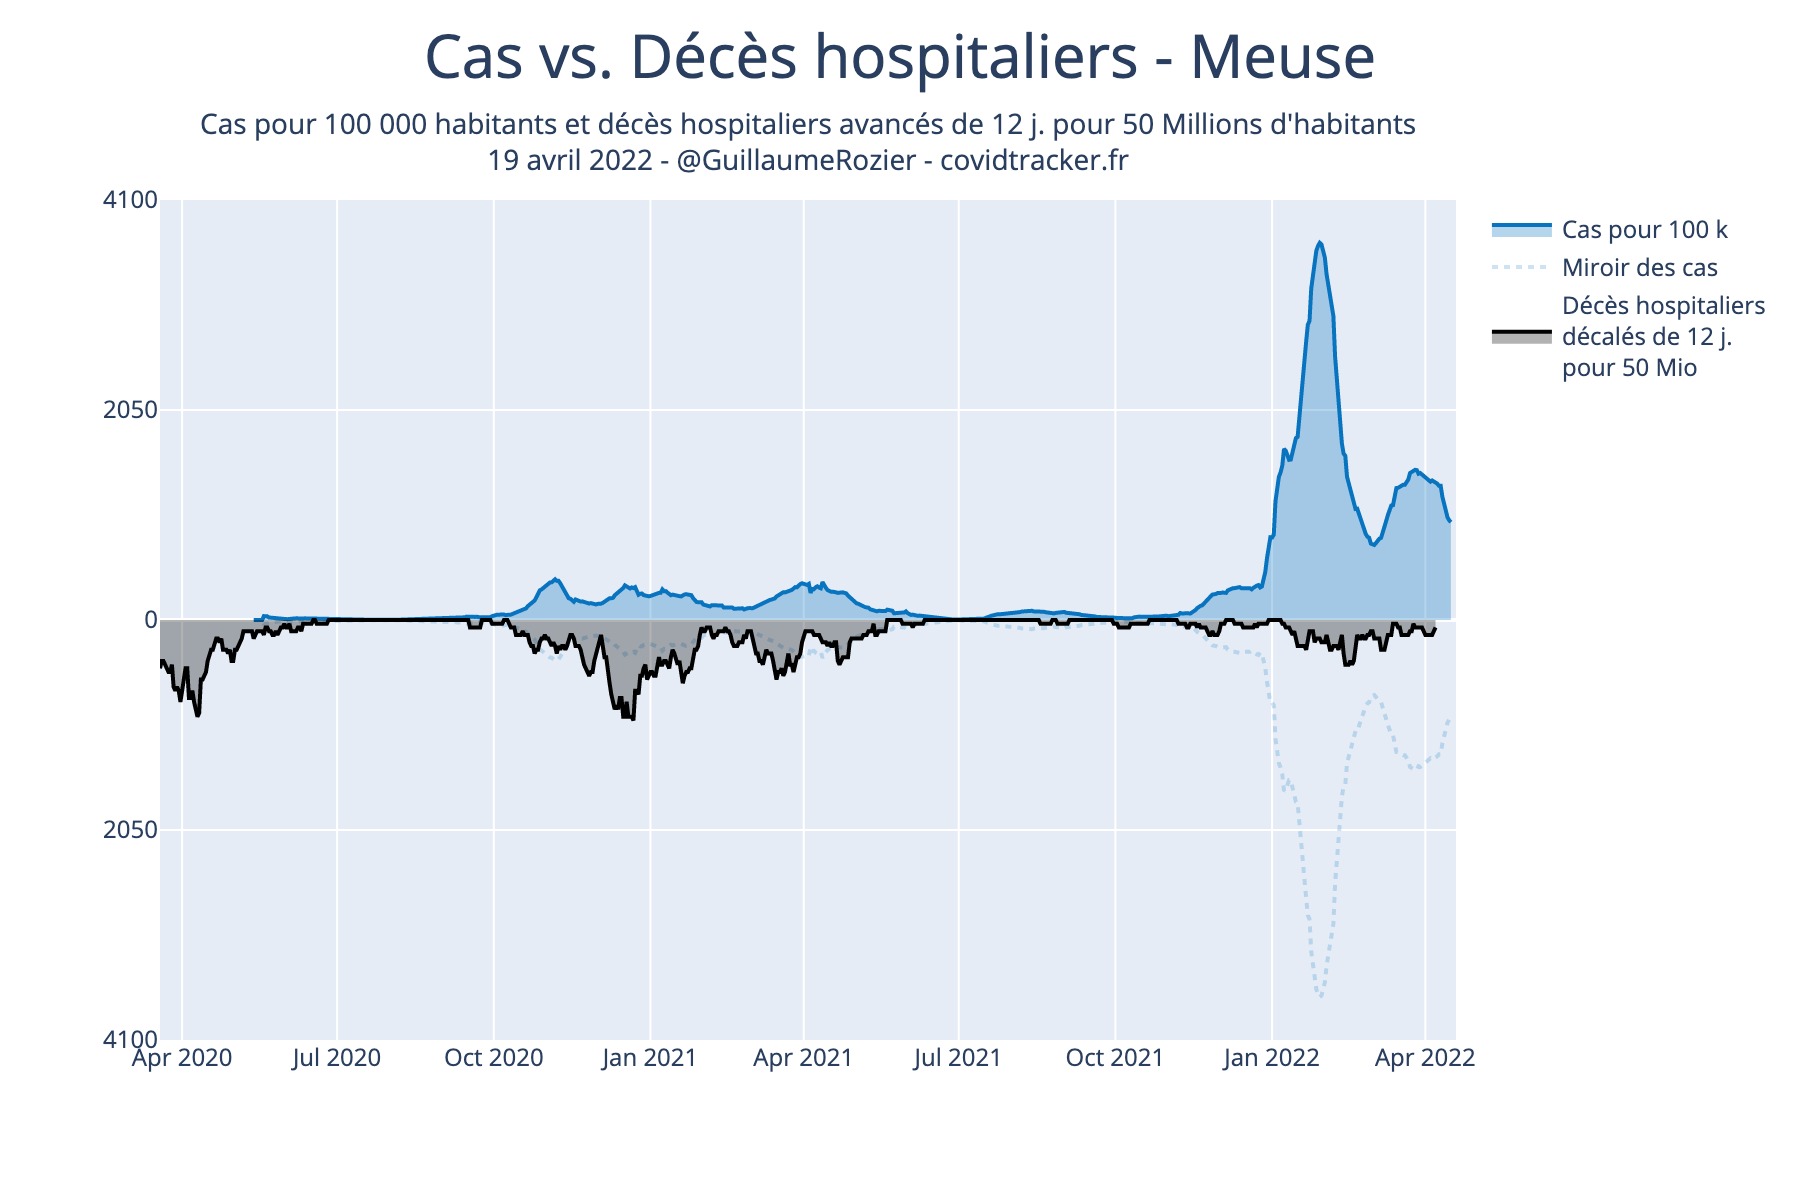 Cas vs. Décès hospitaliers - Meuse
Cas pour 100 000 habitants et décès hospitaliers avancés de 12 j. pour 50 Millions d'habitants
19 avril 2022 - @GuillaumeRozier - covidtracker.fr
4100
2050
0
2050
4100
Apr 2020 Jul 2020 Oct 2020 Jan 2021 Apr 2021 Jul 2021 Oct 2021 Jan 2022 Apr 2022
Cas pour 100 k
Miroir des cas
Décès hospitaliers
décalés de 12 j.
pour 50 Mio